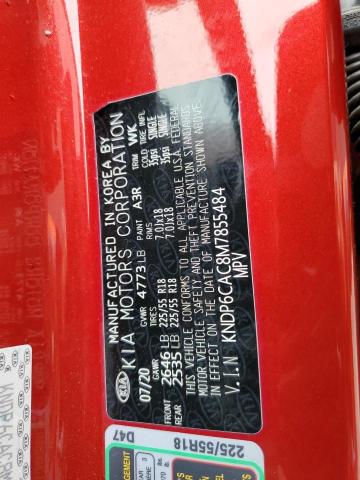 MANUFACTURED IN KOREA BY
KIA MOTORS CORPORATION
KIA
07/20 GVWR 4773 LB PAINT A3R TRIM WK
GAWR TIRES RIMS COLD TIRE INFL
FRONT 2646 LB 225/55 R18 7.0Jx18 35psi SINGLE
REAR 2535 LB 225/55 R18 7.0Jx18 35psi SINGLE
THIS VEHICLE CONFORMS TO ALL APPLICABLE U.S.A. FEDERAL
MOTOR VEHICLE SAFETY AND THEFT PREVENTION STANDARDS
IN EFFECT ON THE DATE OF MANUFACTURE SHOWN ABOVE.
V.I.N KNDP6CAC8M7855484
MPV
225/55R18
D47